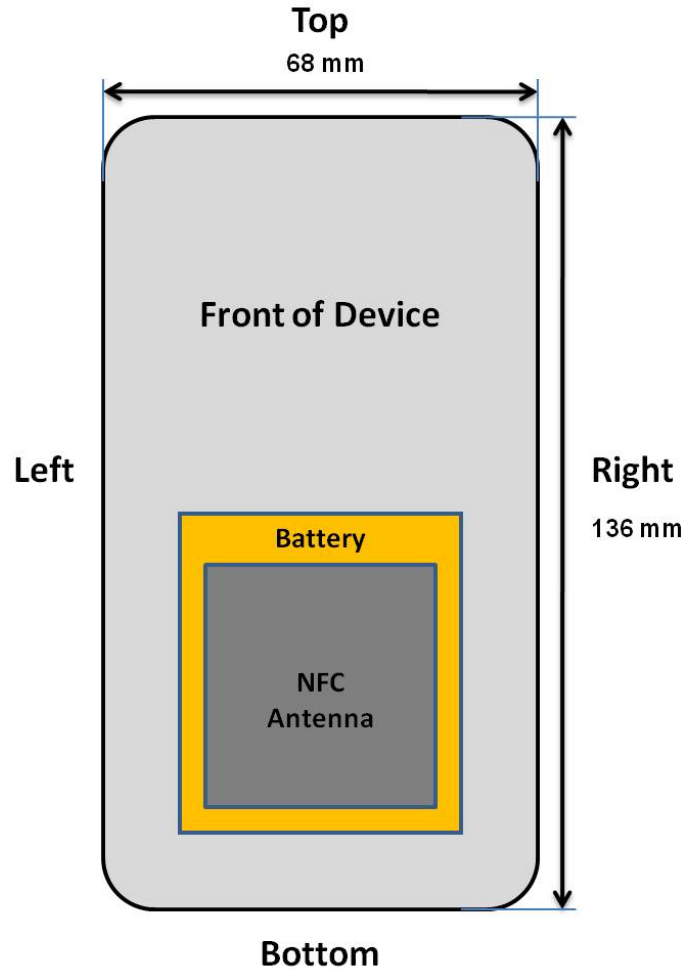 Top
68 mm
Front of Device
Left
Right
136 mm
Battery
NFC
Antenna
Bottom